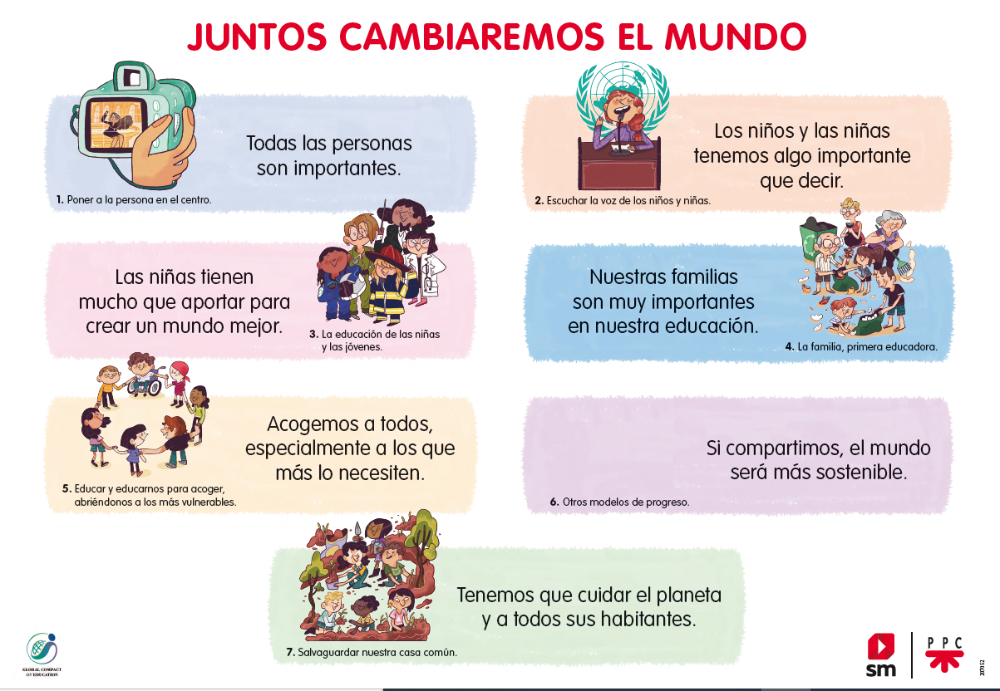 JUNTOS CAMBIAREMOS EL MUNDO
Todas las personas
son importantes.
1. Poner a la persona en el centro.
Los niños y las niñas
tenemos algo importante
que decir.
2. Escuchar la voz de los niños y niñas.
Las niñas tienen
mucho que aportar para
crear un mundo mejor.
3. La educación de las niñas
y las jóvenes.
Nuestras familias
son muy importantes
en nuestra educación.
4. La familia, primera educadora.
Acogemos a todos,
especialmente a los que
más lo necesiten.
5. Educar y educarnos para acoger,
abriéndonos a los más vulnerables.
Si compartimos, el mundo
será más sostenible.
6. Otros modelos de progreso.
Tenemos que cuidar el planeta
y a todos sus habitantes.
7. Salvaguardar nuestra casa común.
GLOBAL COMPACT
ON EDUCATION
sm
PPC